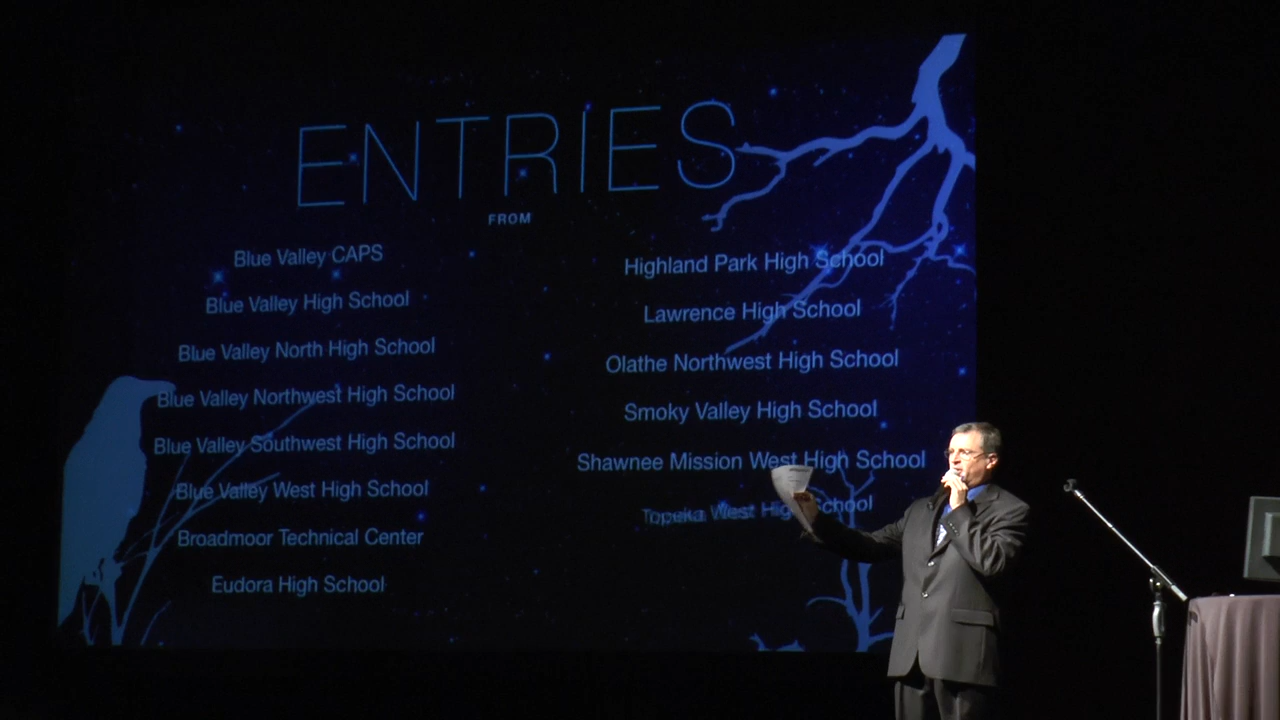 ENTRIES
FROM
Blue Valley CAPS
Blue Valley High School
Blue Valley North High School
Blue Valley Northwest High School
Blue Valley Southwest High School
Blue Valley West High School
Broadmoor Technical Center
Eudora High School
Highland Park High School
Lawrence High School
Olathe Northwest High School
Smoky Valley High School
Shawnee Mission West High School
Topeka West High School